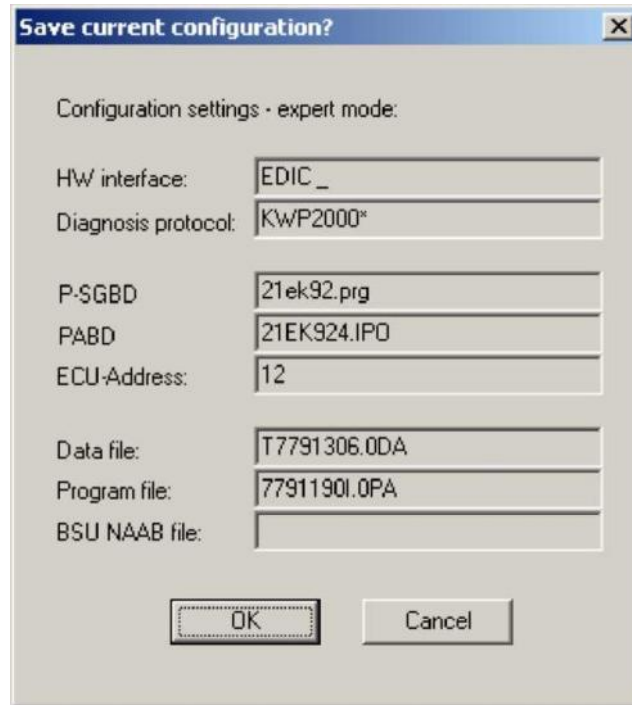 Save current configuration?
Configuration settings - expert mode:
HW interface: EDIC _
Diagnosis protocol: KWP2000*
P-SGBD 21ek92.prg
PABD 21EK924.IPO
ECU-Address: 12
Data file: T7791306.0DA
Program file: 7791190I.0PA
BSU NAAB file:
OK Cancel